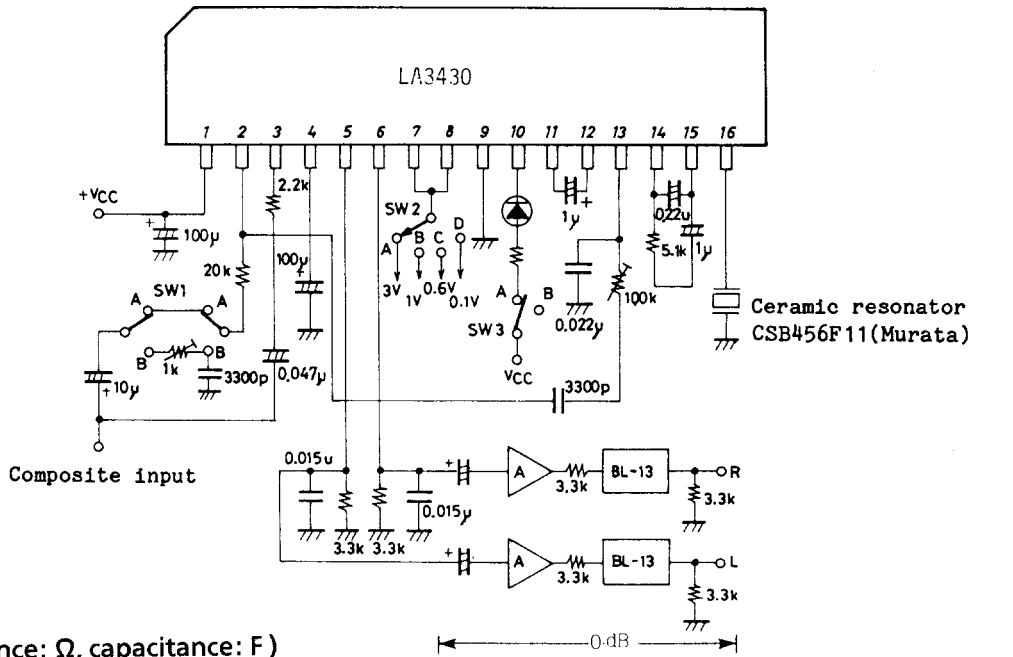 LA3430
1 2 3 4 5 6 7 8 9 10 11 12 13 14 15 16
+VCC
+
100μ
2.2k
20k
100μ
+
SW2
A B C D
3V 1V 0.6V 0.1V
1μ
+
0.22u
5.1k
1μ
A SW1 A
B B
1k
3300p
+10μ
0.047μ
A B
SW3
VCC
0.022μ
100k
3300p
Ceramic resonator
CSB456F11(Murata)
Composite input
0.015u
3.3k 3.3k
0.015μ
+ A 3.3k BL-13 R
3.3k
+ A 3.3k BL-13 L
3.3k
0 dB
nce: Ω, capacitance: F)